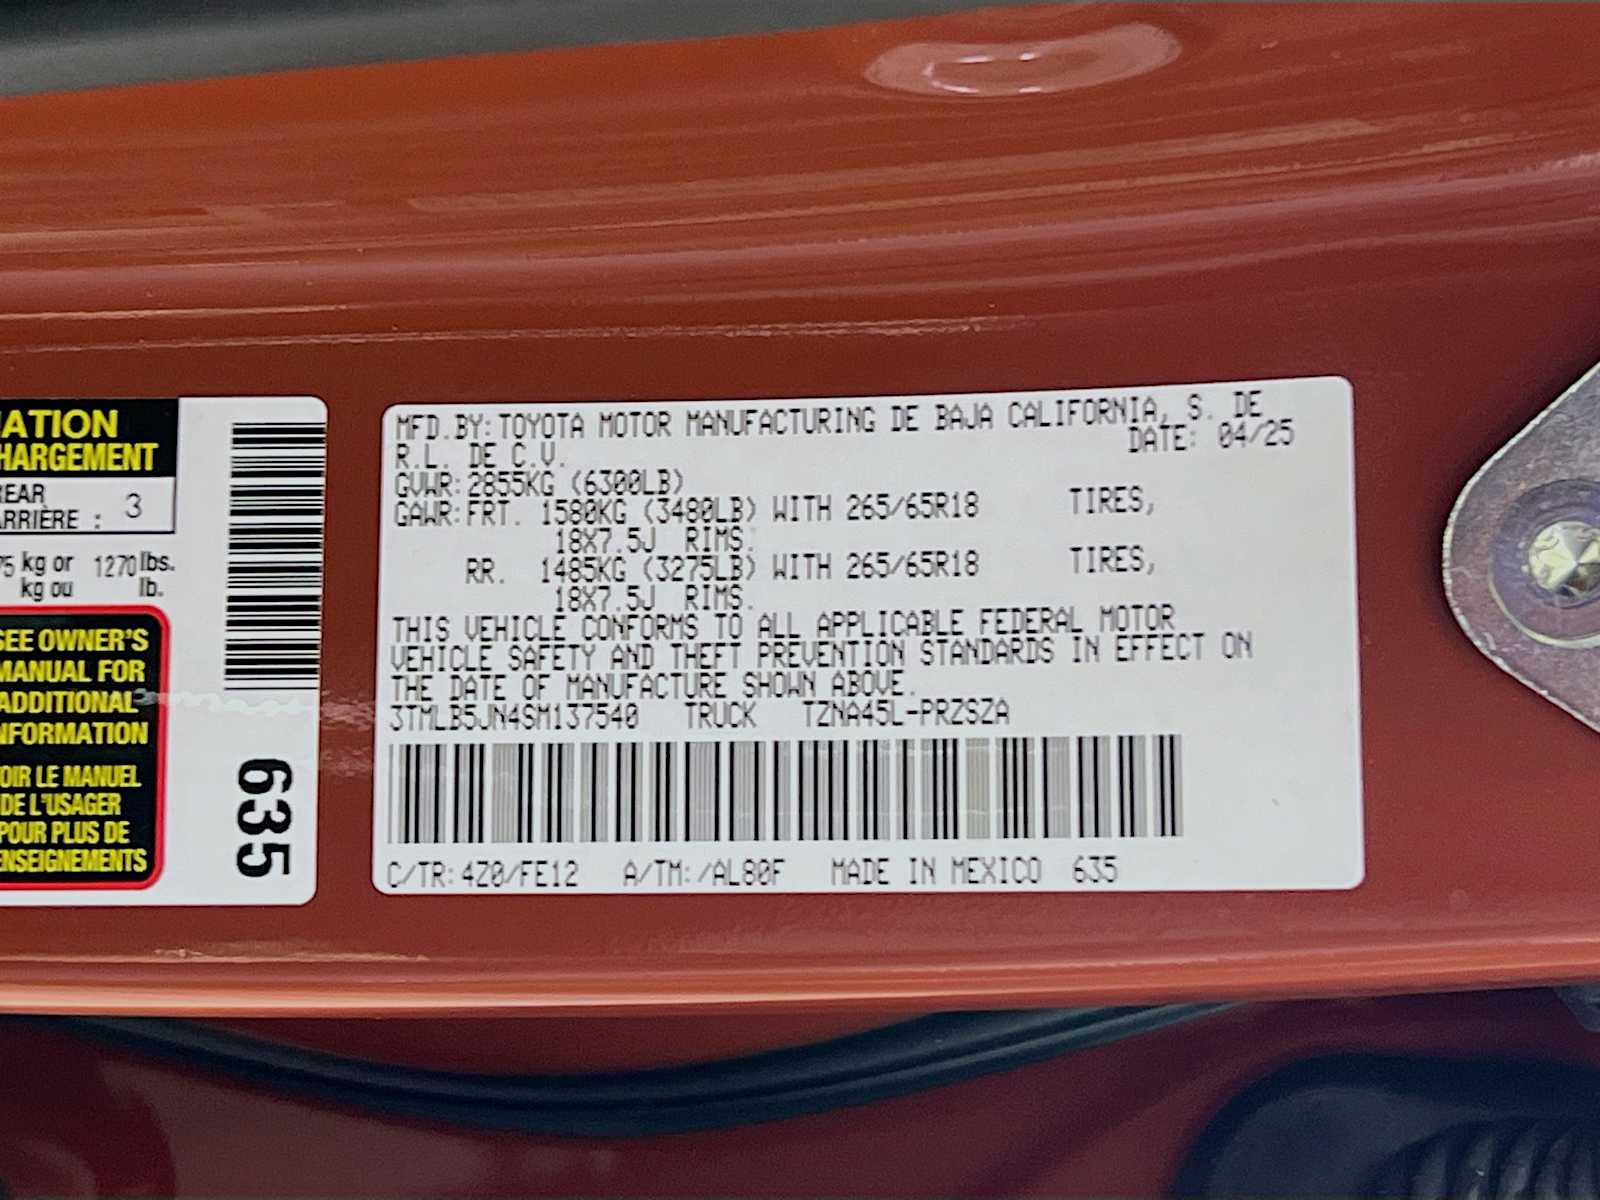 ATION
HARGEMENT
REAR
ARRIÈRE : 3
75 kg or 1270 lbs.
kg ou lb.
SEE OWNER'S
MANUAL FOR
ADDITIONAL
NFORMATION
OIR LE MANUEL
DE L'USAGER
POUR PLUS DE
ENSEIGNEMENTS
635
MFD.BY:TOYOTA MOTOR MANUFACTURING DE BAJA CALIFORNIA, S. DE
R.L. DE C.V. DATE: 04/25
GVWR:2855KG (6300LB)
GAWR:FRT. 1580KG (3480LB) WITH 265/65R18 TIRES,
18X7.5J RIMS.
RR. 1485KG (3275LB) WITH 265/65R18 TIRES,
18X7.5J RIMS.
THIS VEHICLE CONFORMS TO ALL APPLICABLE FEDERAL MOTOR
VEHICLE SAFETY AND THEFT PREVENTION STANDARDS IN EFFECT ON
THE DATE OF MANUFACTURE SHOWN ABOVE.
3TMLB5JN4SM137540 TRUCK TZNA45L-PRZSZA
C/TR:4Z0/FE12 A/TM:/AL80F MADE IN MEXICO 635